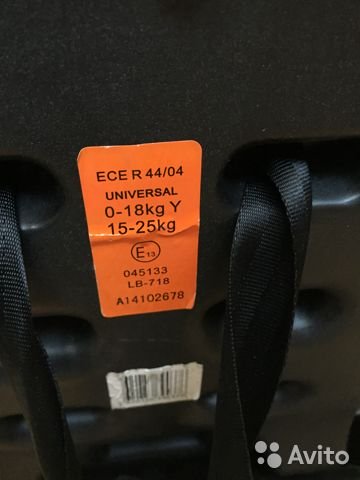 ECE R 44/04
UNIVERSAL
0-18kg Y
15-25kg
E13
045133
LB-718
A14102678
Avito